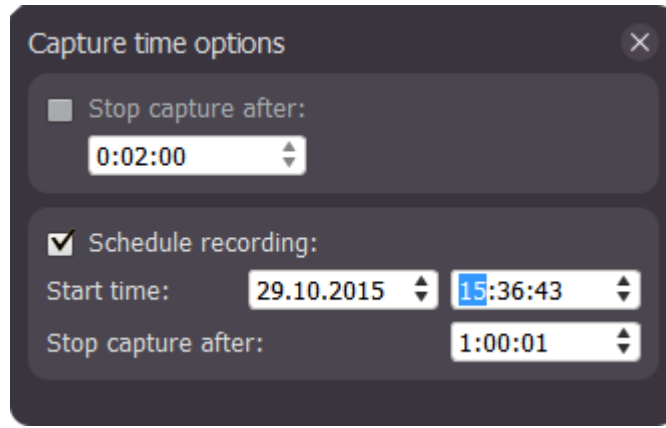 Capture time options
Stop capture after:
0:02:00
Schedule recording:
Start time: 29.10.2015 15:36:43
Stop capture after: 1:00:01